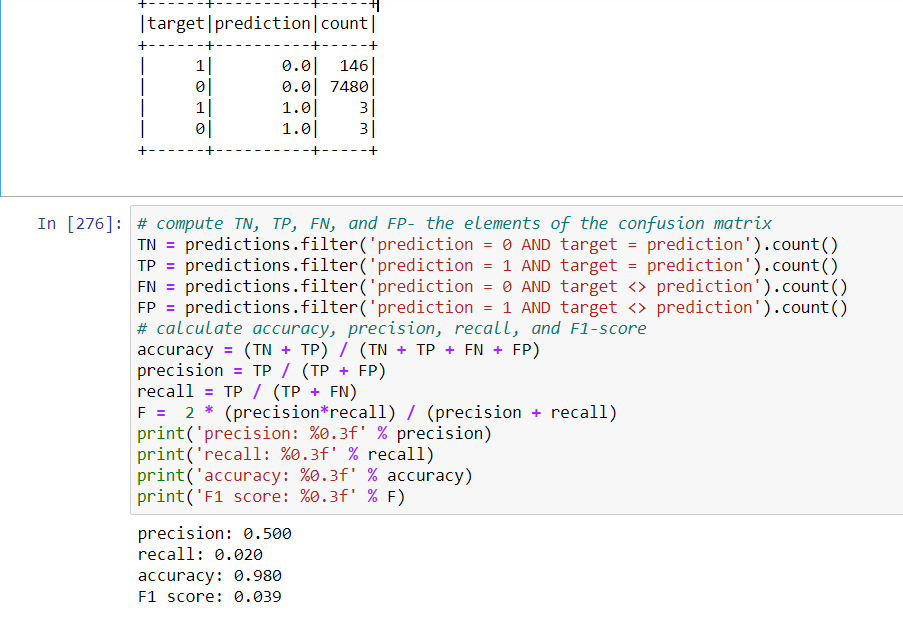 +------+----------+-----+
|target|prediction|count|
+------+----------+-----+
|     1|       0.0|  146|
|     0|       0.0| 7480|
|     1|       1.0|    3|
|     0|       1.0|    3|
+------+----------+-----+
In [276]: # compute TN, TP, FN, and FP- the elements of the confusion matrix
TN = predictions.filter('prediction = 0 AND target = prediction').count()
TP = predictions.filter('prediction = 1 AND target = prediction').count()
FN = predictions.filter('prediction = 0 AND target <> prediction').count()
FP = predictions.filter('prediction = 1 AND target <> prediction').count()
# calculate accuracy, precision, recall, and F1-score
accuracy = (TN + TP) / (TN + TP + FN + FP)
precision = TP / (TP + FP)
recall = TP / (TP + FN)
F =  2 * (precision*recall) / (precision + recall)
print('precision: %0.3f' % precision)
print('recall: %0.3f' % recall)
print('accuracy: %0.3f' % accuracy)
print('F1 score: %0.3f' % F)
precision: 0.500
recall: 0.020
accuracy: 0.980
F1 score: 0.039